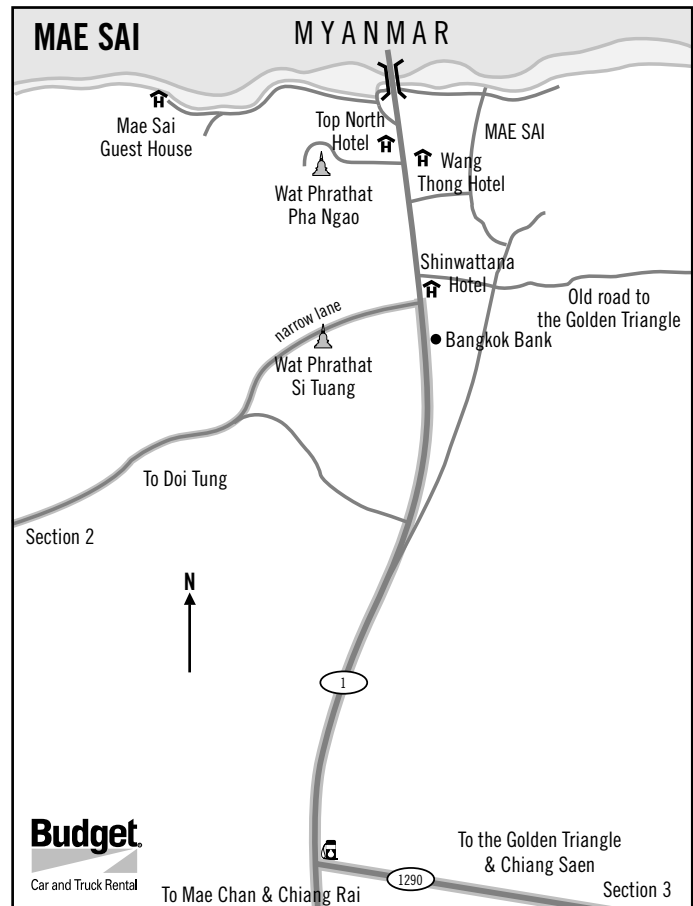 MAE SAI
MYANMAR
Mae Sai
Guest House
Top North
Hotel
MAE SAI
Wang
Thong Hotel
Wat Phrathat
Pha Ngao
Shinwattana
Hotel
Old road to
the Golden Triangle
narrow lane
Bangkok Bank
Wat Phrathat
Si Tuang
To Doi Tung
Section 2
N
1
Budget.
Car and Truck Rental
To the Golden Triangle
& Chiang Saen
1290
Section 3
To Mae Chan & Chiang Rai